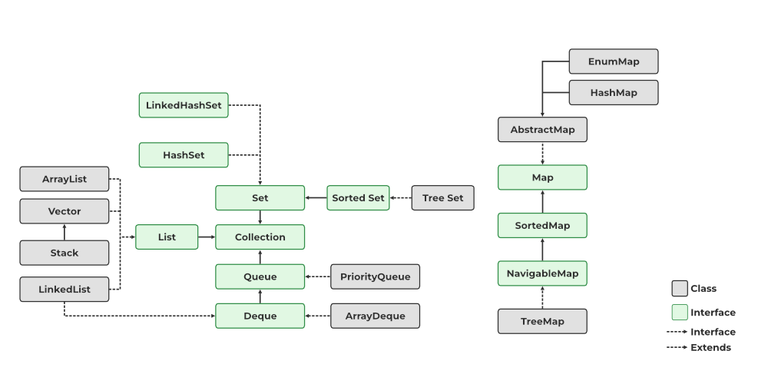 EnumMap
HashMap
LinkedHashSet
AbstractMap
HashSet
ArrayList
Map
Set
Sorted Set
Tree Set
Vector
SortedMap
List
Collection
Stack
Queue
PriorityQueue
NavigableMap
LinkedList
Class
Deque
ArrayDeque
TreeMap
Interface
Interface
Extends